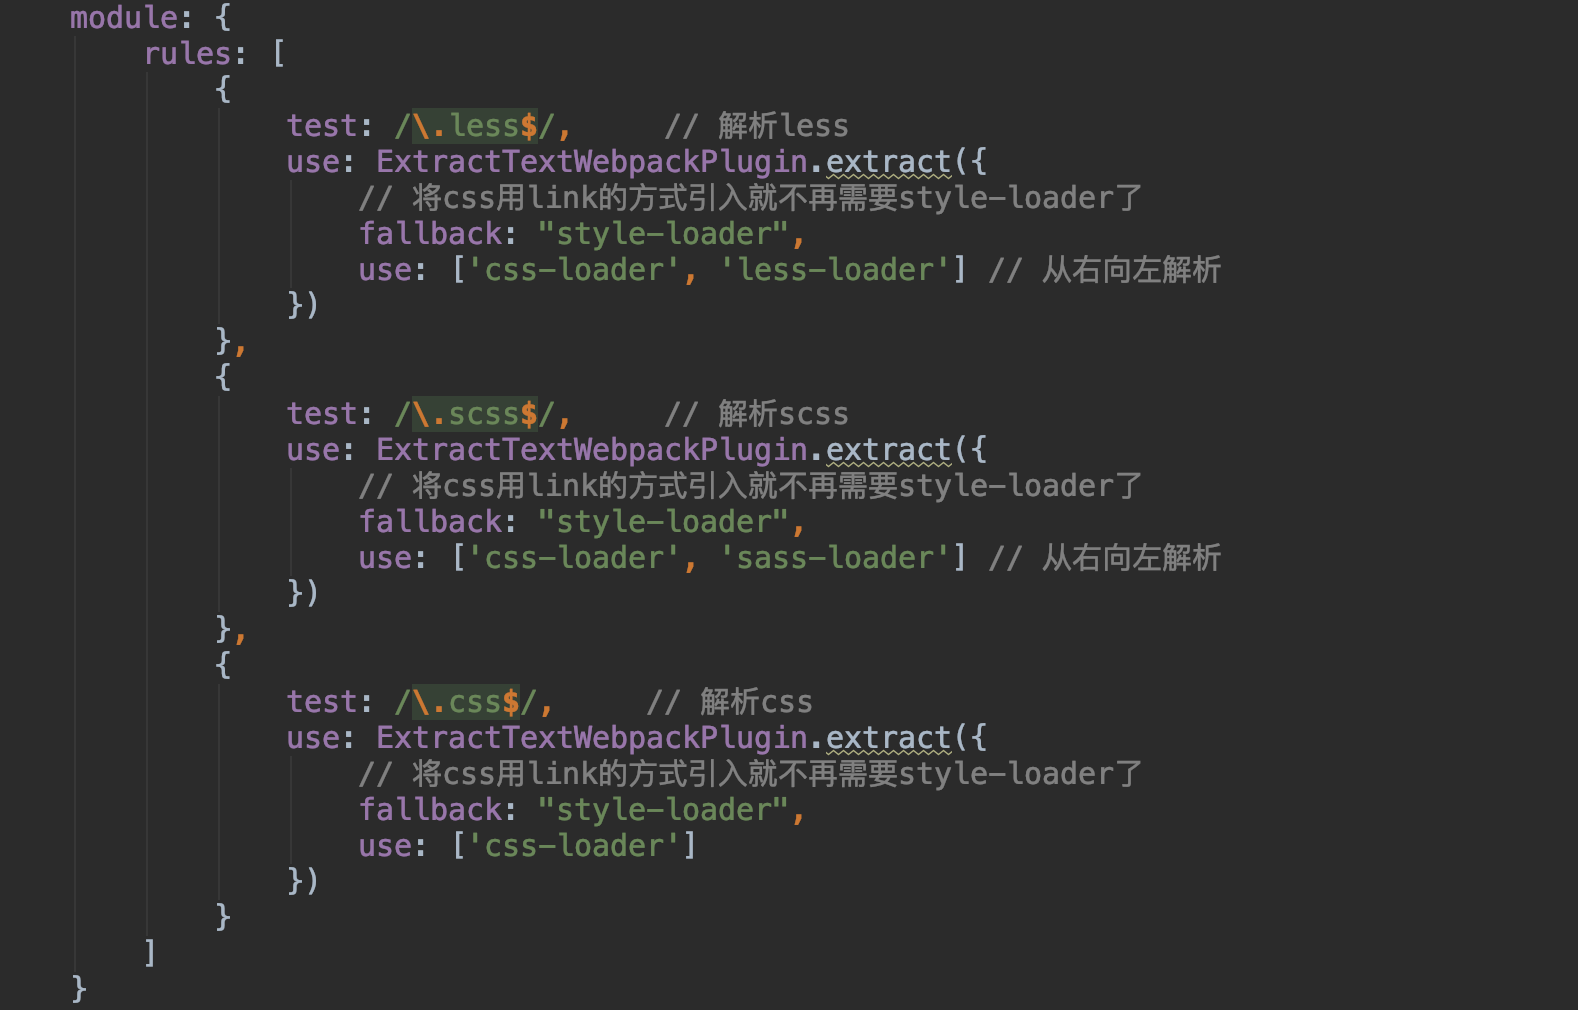 module: {
    rules: [
        {
            test: /\.less$/,     // 解析less
            use: ExtractTextWebpackPlugin.extract({
                // 将css用link的方式引入就不再需要style-loader了
                fallback: "style-loader",
                use: ['css-loader', 'less-loader'] // 从右向左解析
            })
        },
        {
            test: /\.scss$/,     // 解析scss
            use: ExtractTextWebpackPlugin.extract({
                // 将css用link的方式引入就不再需要style-loader了
                fallback: "style-loader",
                use: ['css-loader', 'sass-loader'] // 从右向左解析
            })
        },
        {
            test: /\.css$/,     // 解析css
            use: ExtractTextWebpackPlugin.extract({
                // 将css用link的方式引入就不再需要style-loader了
                fallback: "style-loader",
                use: ['css-loader']
            })
        }
    ]
}